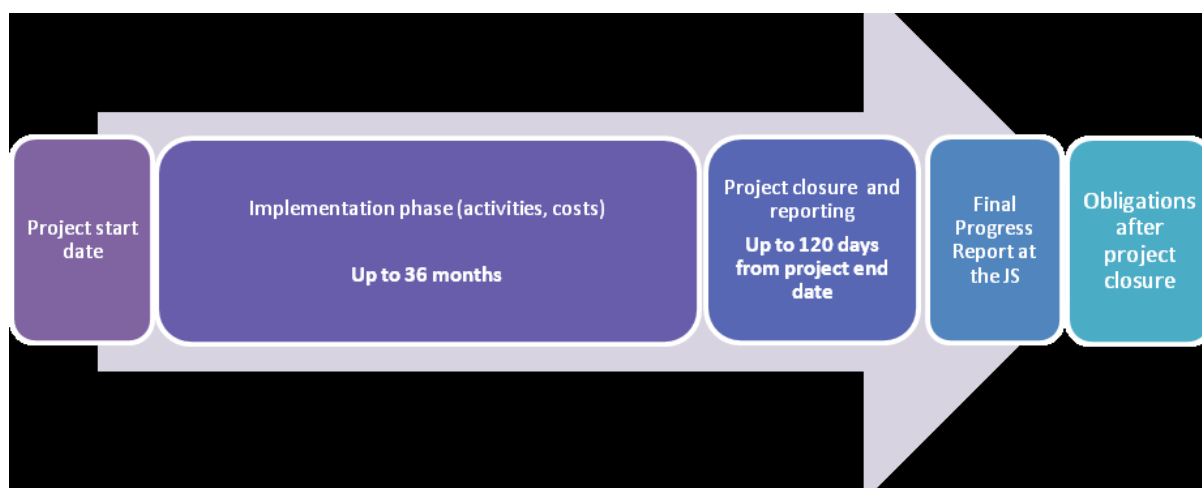 Project start
date
Implementation phase (activities, costs)
Up to 36 months
Project closure and
reporting
Up to 120 days
from project end
date
Final
Progress
Report at
the JS
Obligations
after
project
closure